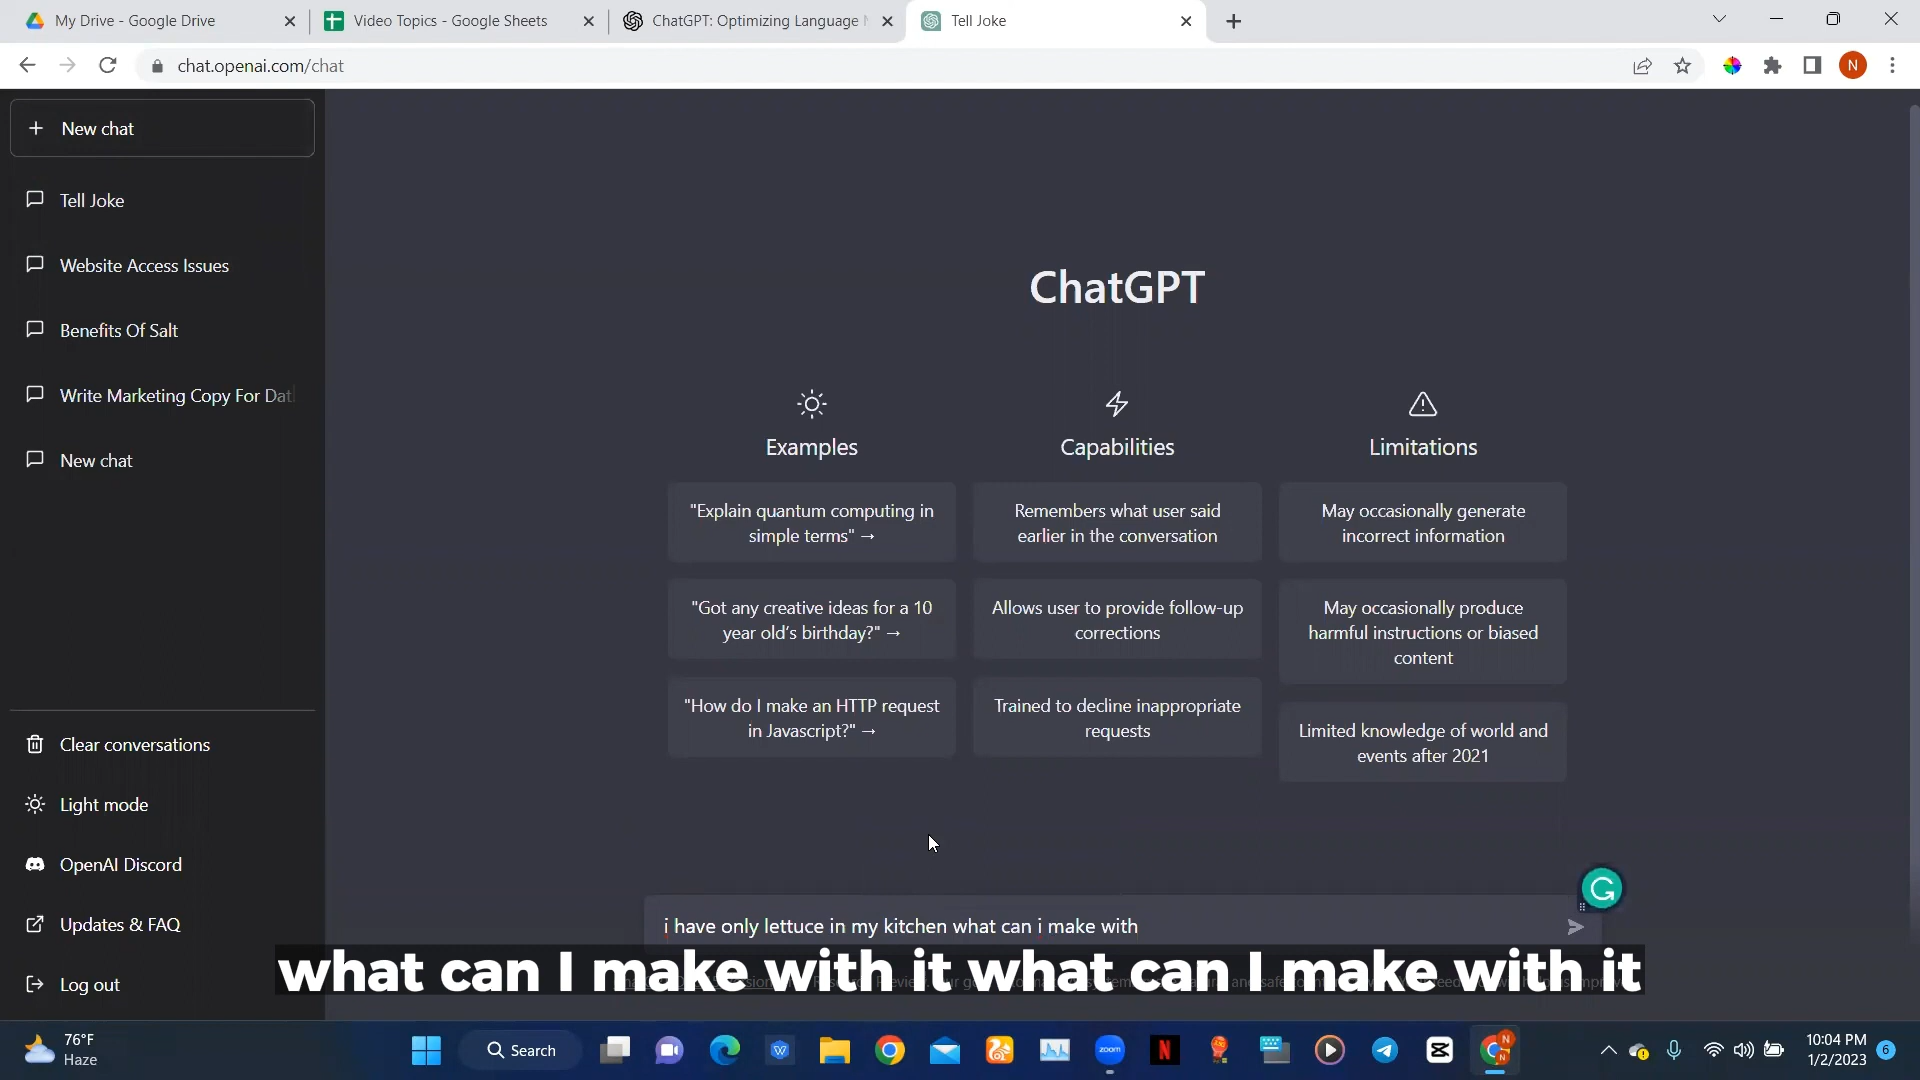 My Drive - Google Drive
Video Topics - Google Sheets
ChatGPT: Optimizing Language
Tell Joke
chat.openai.com/chat
N
New chat
Tell Joke
Website Access Issues
Benefits Of Salt
Write Marketing Copy For Dat
New chat
Clear conversations
Light mode
OpenAI Discord
Updates & FAQ
Log out
ChatGPT
Examples
"Explain quantum computing in
simple terms" →
"Got any creative ideas for a 10
year old's birthday?" →
"How do I make an HTTP request
in Javascript?" →
Capabilities
Remembers what user said
earlier in the conversation
Allows user to provide follow-up
corrections
Trained to decline inappropriate
requests
Limitations
May occasionally generate
incorrect information
May occasionally produce
harmful instructions or biased
content
Limited knowledge of world and
events after 2021
i have only lettuce in my kitchen what can i make with
what can I make with it what can I make with it
76°F
Haze
Search
zoom
10:04 PM
1/2/2023
6